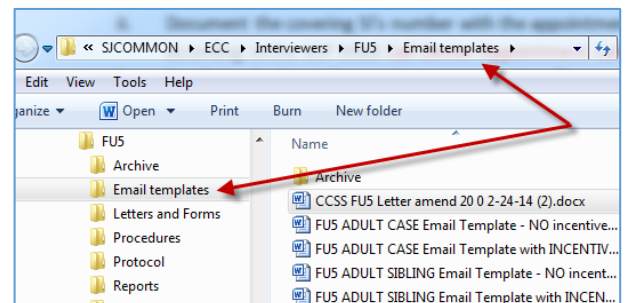 ii. Document the covering SI's number with the appointme
« SJCOMMON ▸ ECC ▸ Interviewers ▸ FU5 ▸ Email templates ▸
Edit View Tools Help
ganize Open Print Burn New folder
FU5
Archive
Email templates
Letters and Forms
Procedures
Protocol
Reports
Name
Archive
CCSS FU5 Letter amend 20 0 2-24-14 (2).docx
FU5 ADULT CASE Email Template - NO incentive...
FU5 ADULT CASE Email Template with INCENTIV...
FU5 ADULT SIBLING Email Template - NO incent...
FU5 ADULT SIBLING Email Template with INCEN...